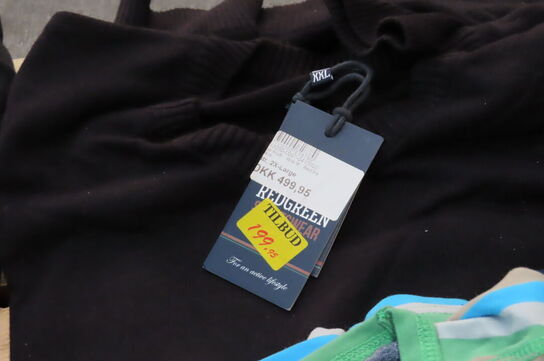 XXL
2X-Large
DKK 499,95
REDGREEN
TILBUD
199,95
For an active lifestyle